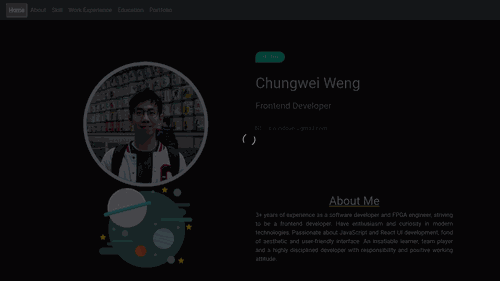 Home About Skill Work Experience Education Portfolio
Chungwei Weng
Frontend Developer
About Me
3+ years of experience as a software developer and FPGA engineer, striving
to be a frontend developer. Have enthusiasm and curiosity in modern
technologies. Passionate about JavaScript and React UI development, fond
of aesthetic and user-friendly interface. An insatiable learner, team player
and a highly disciplined developer with responsibility and positive working
attitude.